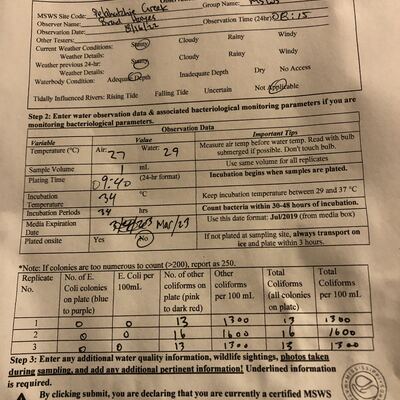 MSWS Site Code: Pelahatchie Creek Group Name: MSWS
Observer Name: Brad Hayes Observation Time (24hr) 08:15
Observation Date: 8/16/22
Other Testers:
Current Weather Conditions: Sunny Cloudy Rainy Windy
Weather Details:
Weather previous 24-hr: Sunny Cloudy Rainy Windy
Weather Details:
Waterbody Condition: Adequate Depth Inadequate Depth Dry No Access
Tidally Influenced Rivers: Rising Tide Falling Tide Uncertain Not Applicable
Step 2: Enter water observation data & associated bacteriological monitoring parameters if you are
monitoring bacteriological parameters.
Observation Data
Variable Value Important Tips
Temperature (°C) Air: 27 Water: 29 Measure air temp before water temp. Read with bulb
submerged if possible. Don't touch bulb.
Sample Volume 1 mL Use same volume for all replicates
Plating Time 09:40 (24-hr format) Incubation begins when samples are plated.
Incubation
Temperature 34 °C Keep incubation temperature between 29 and 37 °C
Incubation Periods 34 hrs Count bacteria within 30-48 hours of incubation.
Media Expiration
Date Mar/23 Use this date format: Jul/2019 (from media box)
Plated onsite Yes No If not plated at sampling site, always transport on
ice and plate within 3 hours.
*Note: If colonies are too numerous to count (>200), report as 250.
Replicate
No. No. of E.
Coli colonies
on plate (blue
to purple) E. Coli per
100mL No. of other
coliforms on
plate (pink
to dark red) Other
coliforms
per 100 mL Total
Coliforms
(all colonies
on plate) Total
Coliforms
per 100 mL
1 0 0 13 1300 13 1300
2 0 0 16 1600 16 1600
3 0 0 13 1300 13 1300
Step 3: Enter any additional water quality information, wildlife sightings, photos taken
during sampling, and add any additional pertinent information! Underlined information
is required.
By clicking submit, you are declaring that you are currently a certified MSWS